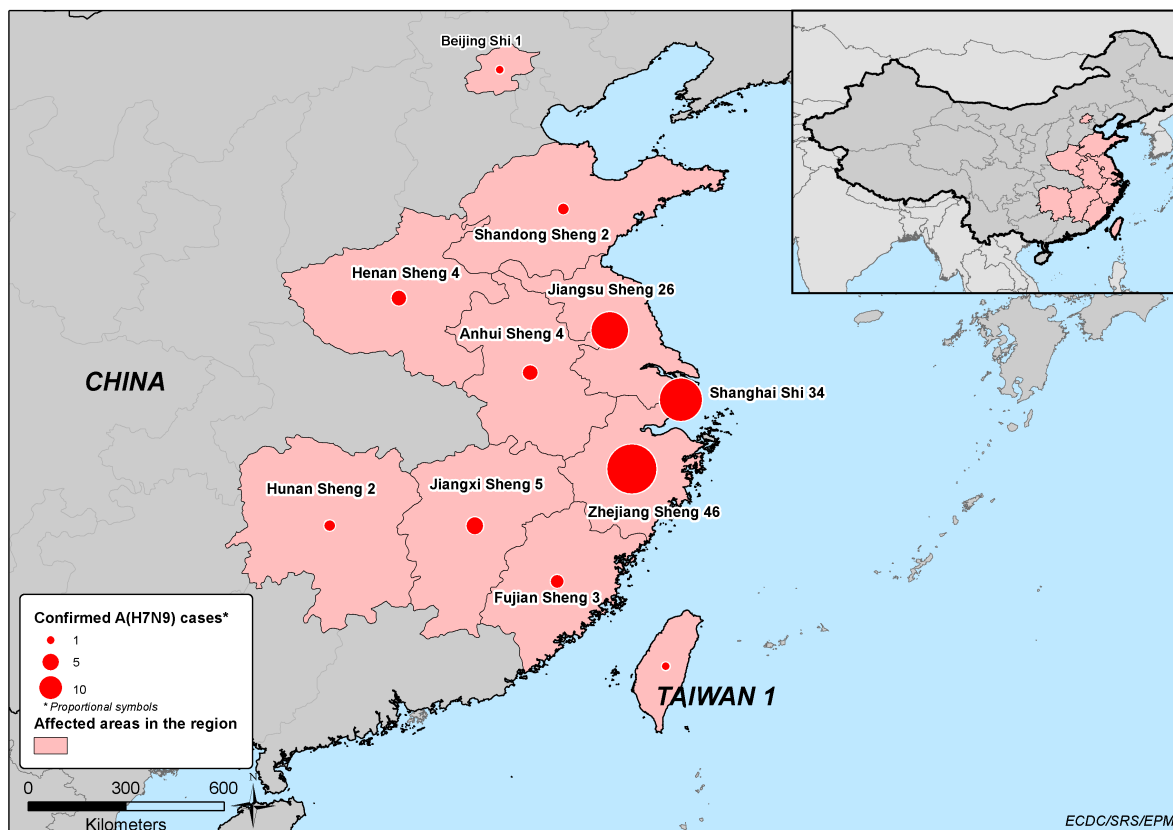 Beijing Shi 1
Shandong Sheng 2
Henan Sheng 4
Jiangsu Sheng 26
Anhui Sheng 4
CHINA
Shanghai Shi 34
Hunan Sheng 2
Jiangxi Sheng 5
Zhejiang Sheng 46
Fujian Sheng 3
TAIWAN 1
Confirmed A(H7N9) cases*
1
5
10
* Proportional symbols
Affected areas in the region
N
0 300 600
Kilometers
ECDC/SRS/EPM